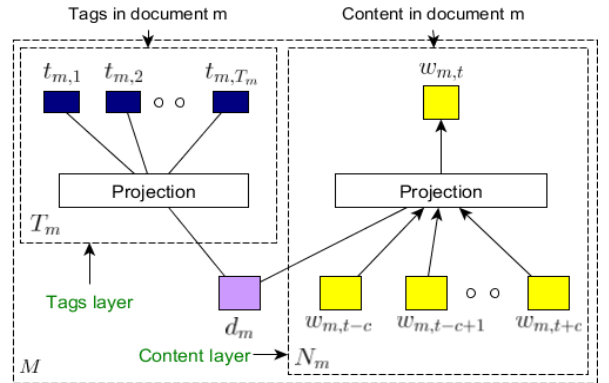 Tags in document m
Content in document m
t_{m,1} t_{m,2} t_{m,T_m}
w_{m,t}
Projection
Projection
T_m
Tags layer
d_m
w_{m,t-c} w_{m,t-c+1} w_{m,t+c}
Content layer
N_m
M